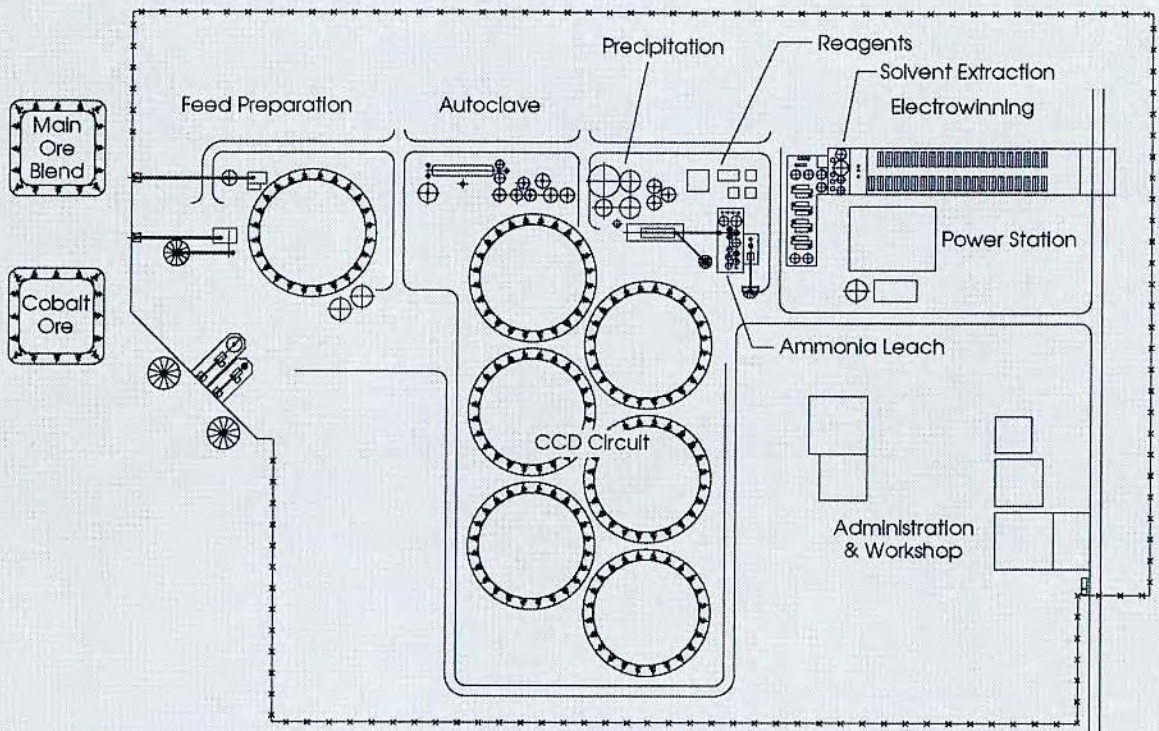 Precipitation
Reagents
Solvent Extraction
Electrowinning
Feed Preparation
Autoclave
Main
Ore
Blend
Power Station
Cobalt
Ore
Ammonia Leach
CCD Circuit
Administration
& Workshop